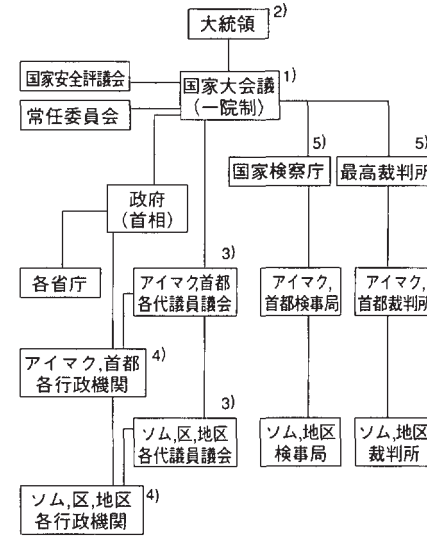 大統領 2)
国家安全評議会
国家大会議 1)
(一院制)
常任委員会
5)
5)
国家検察庁
最高裁判所
政府
(首相)
3)
各省庁
アイマク,首都
各代議員議会
アイマク,
首都検事局
アイマク,
首都裁判所
アイマク,首都 4)
各行政機関
3)
ソム,区,地区
各代議員議会
ソム,地区
検事局
ソム,地区
裁判所
ソム,区,地区 4)
各行政機関